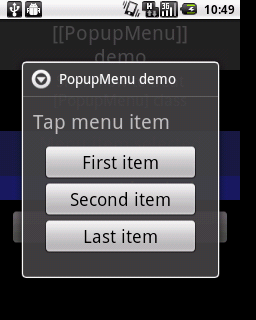 10:49
[[PopupMenu]]
demo
PopupMenu demo
Tap menu item
First item
Second item
Last item